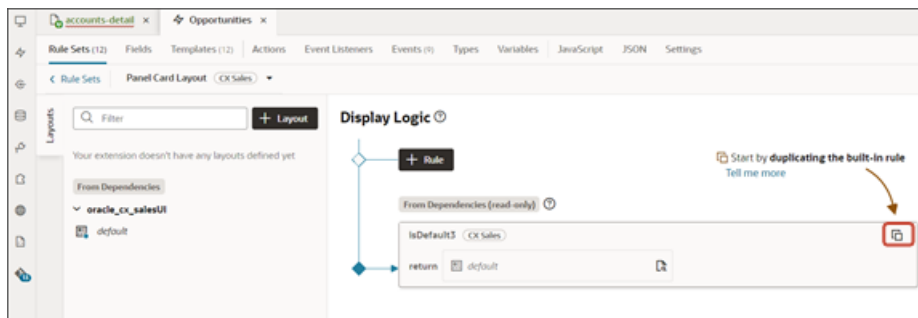 accounts-detail × Opportunities ×
Rule Sets (12) Fields Templates (12) Actions Event Listeners Events (9) Types Variables JavaScript JSON Settings
< Rule Sets Panel Card Layout CX Sales
Layouts
Filter
+ Layout
Your extension doesn't have any layouts defined yet
From Dependencies
oracle_cx_salesUI
default
Display Logic
+ Rule
Start by duplicating the built-in rule
Tell me more
From Dependencies (read-only)
isDefault3 CX Sales
return default